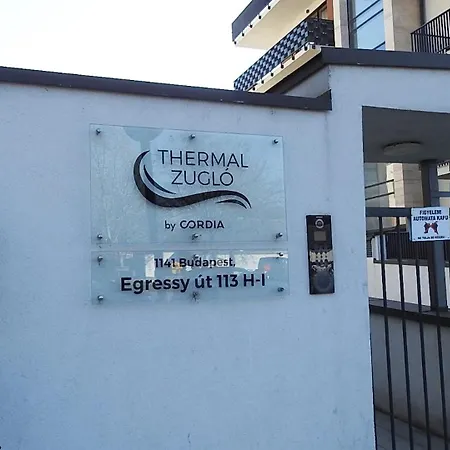 THERMAL
ZUGLÓ
by CORDIA
1141 Budapest,
Egressy út 113 H-I
FIGYELEM
AUTOMATA KAPU